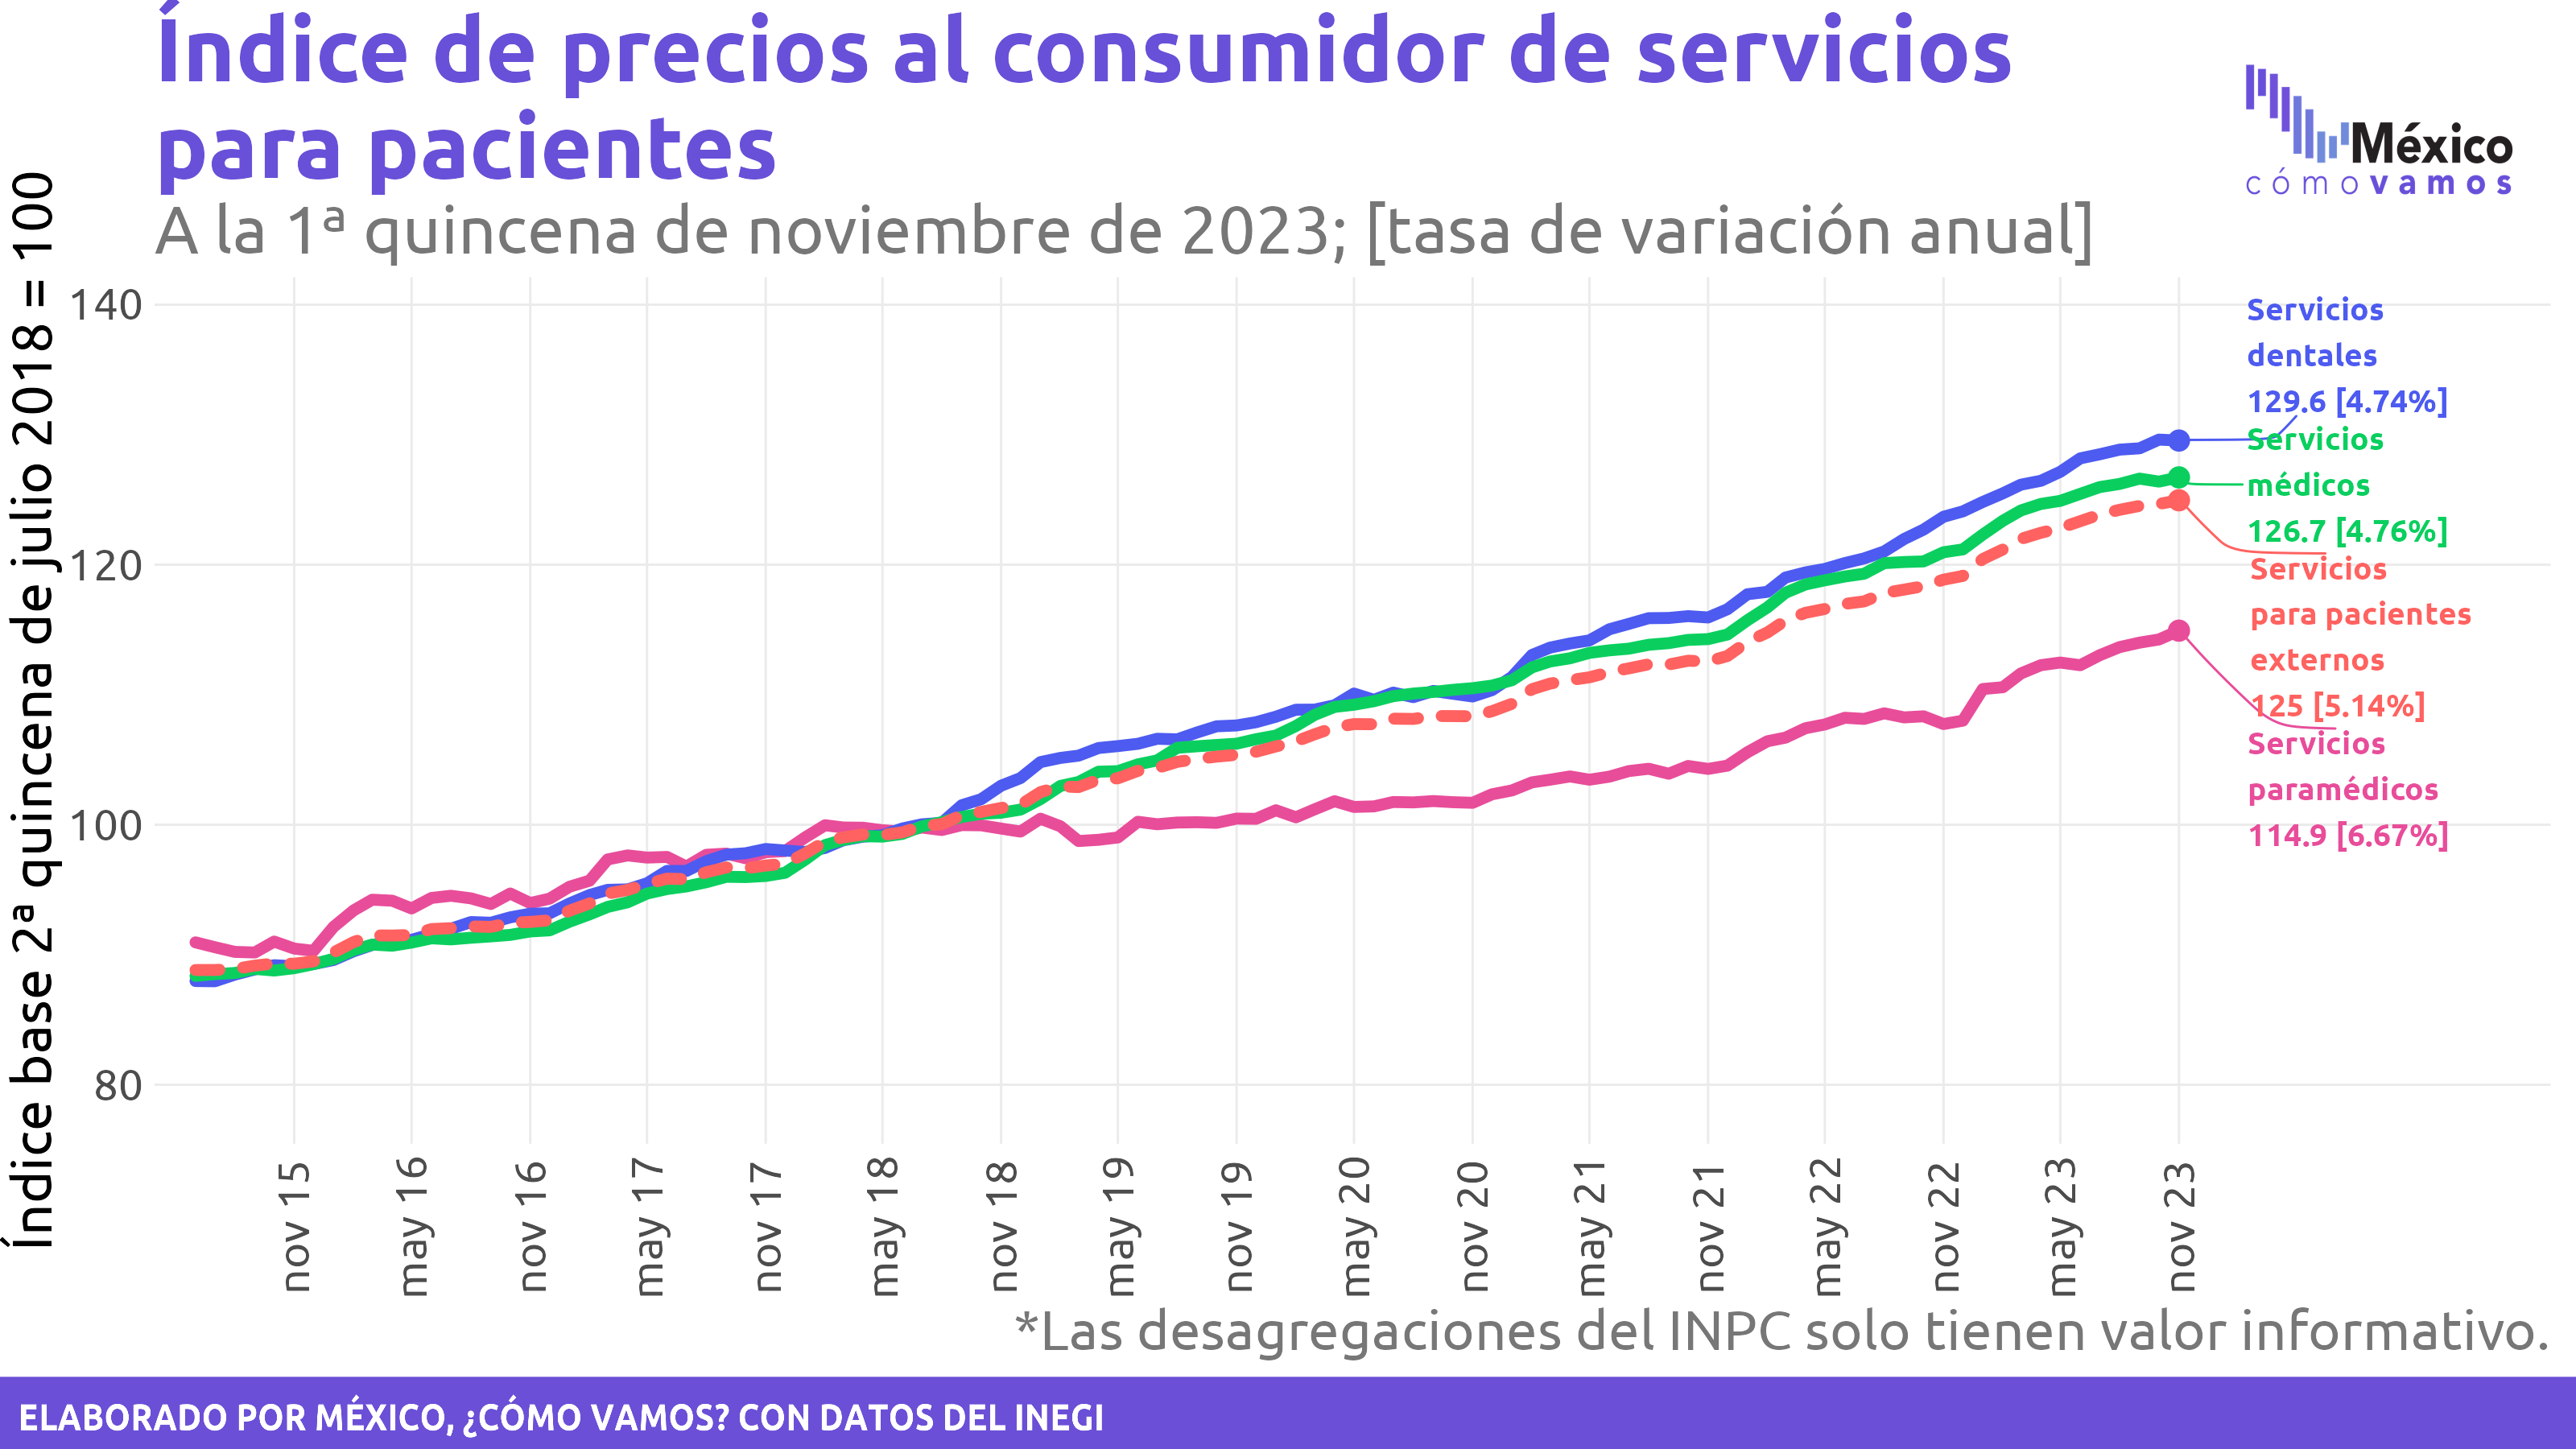 Índice de precios al consumidor de servicios
para pacientes
A la 1ª quincena de noviembre de 2023; [tasa de variación anual]
México
cómo vamos
Índice base 2ª quincena de julio 2018 = 100
140
120
100
80
Servicios
dentales
129.6 [4.74%]
Servicios
médicos
126.7 [4.76%]
Servicios
para pacientes
externos
125 [5.14%]
Servicios
paramédicos
114.9 [6.67%]
nov 15
may 16
nov 16
may 17
nov 17
may 18
nov 18
may 19
nov 19
may 20
nov 20
may 21
nov 21
may 22
nov 22
may 23
nov 23
*Las desagregaciones del INPC solo tienen valor informativo.
ELABORADO POR MÉXICO, ¿CÓMO VAMOS? CON DATOS DEL INEGI